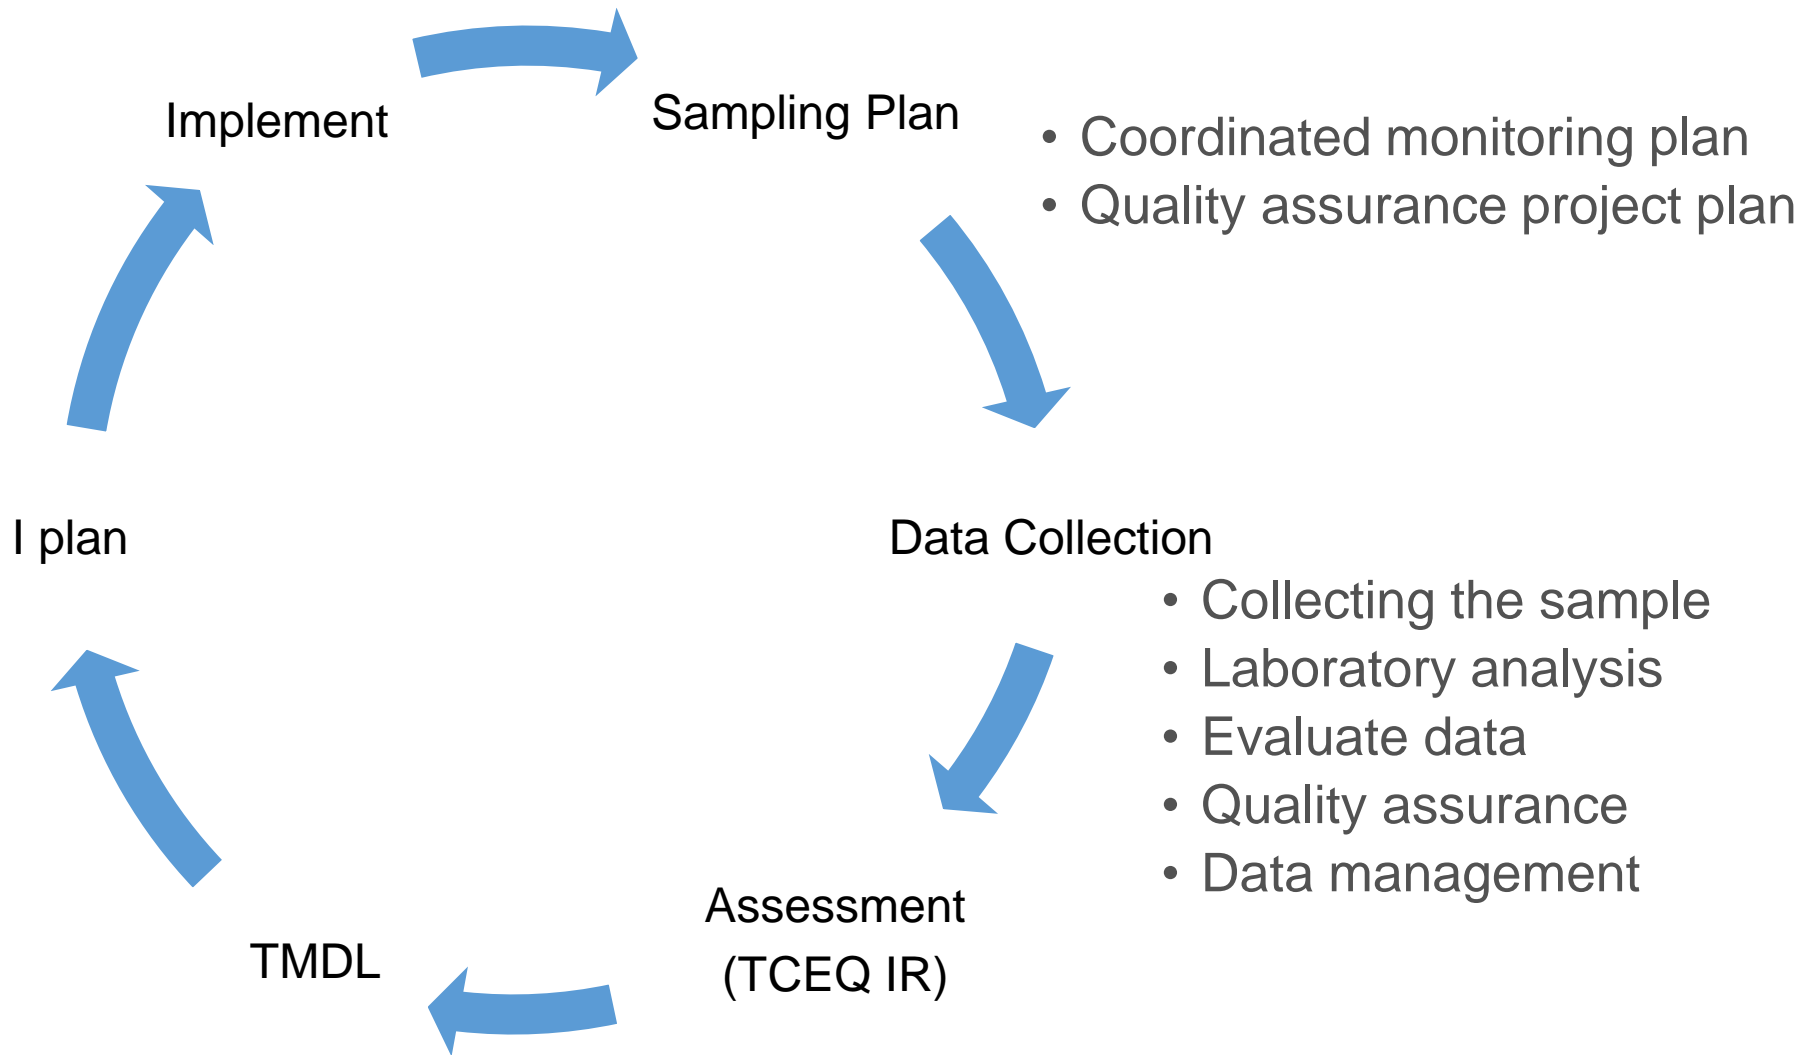 Implement
Sampling Plan
• Coordinated monitoring plan
• Quality assurance project plan
I plan
Data Collection
• Collecting the sample
• Laboratory analysis
• Evaluate data
• Quality assurance
• Data management
Assessment
(TCEQ IR)
TMDL